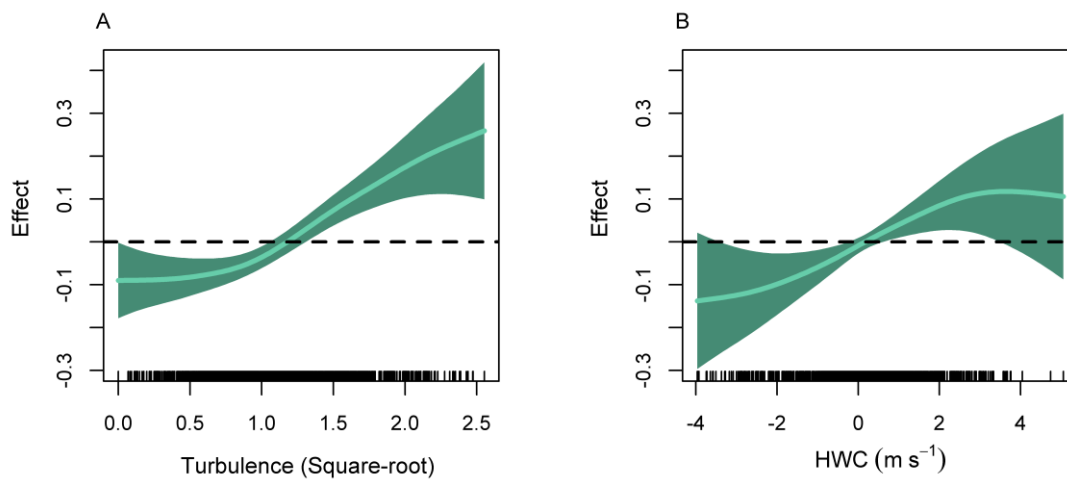 A
Effect
0.3
0.1
-0.1
-0.3
0.0 0.5 1.0 1.5 2.0 2.5
Turbulence (Square-root)
B
Effect
0.3
0.1
-0.1
-0.3
-4 -2 0 2 4
HWC (m s⁻¹)